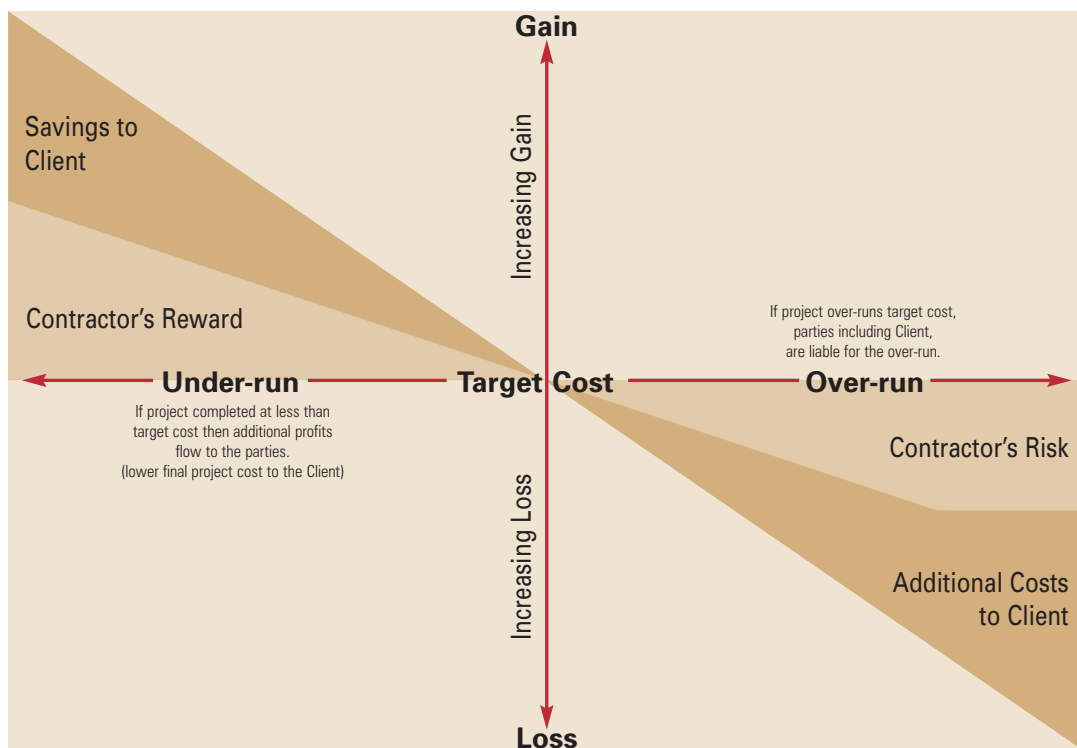 Gain
Savings to
Client
Increasing Gain
Contractor's Reward
If project over-runs target cost,
parties including Client,
are liable for the over-run.
Under-run
Target Cost
Over-run
If project completed at less than
target cost then additional profits
flow to the parties.
(lower final project cost to the Client)
Contractor's Risk
Increasing Loss
Additional Costs
to Client
Loss